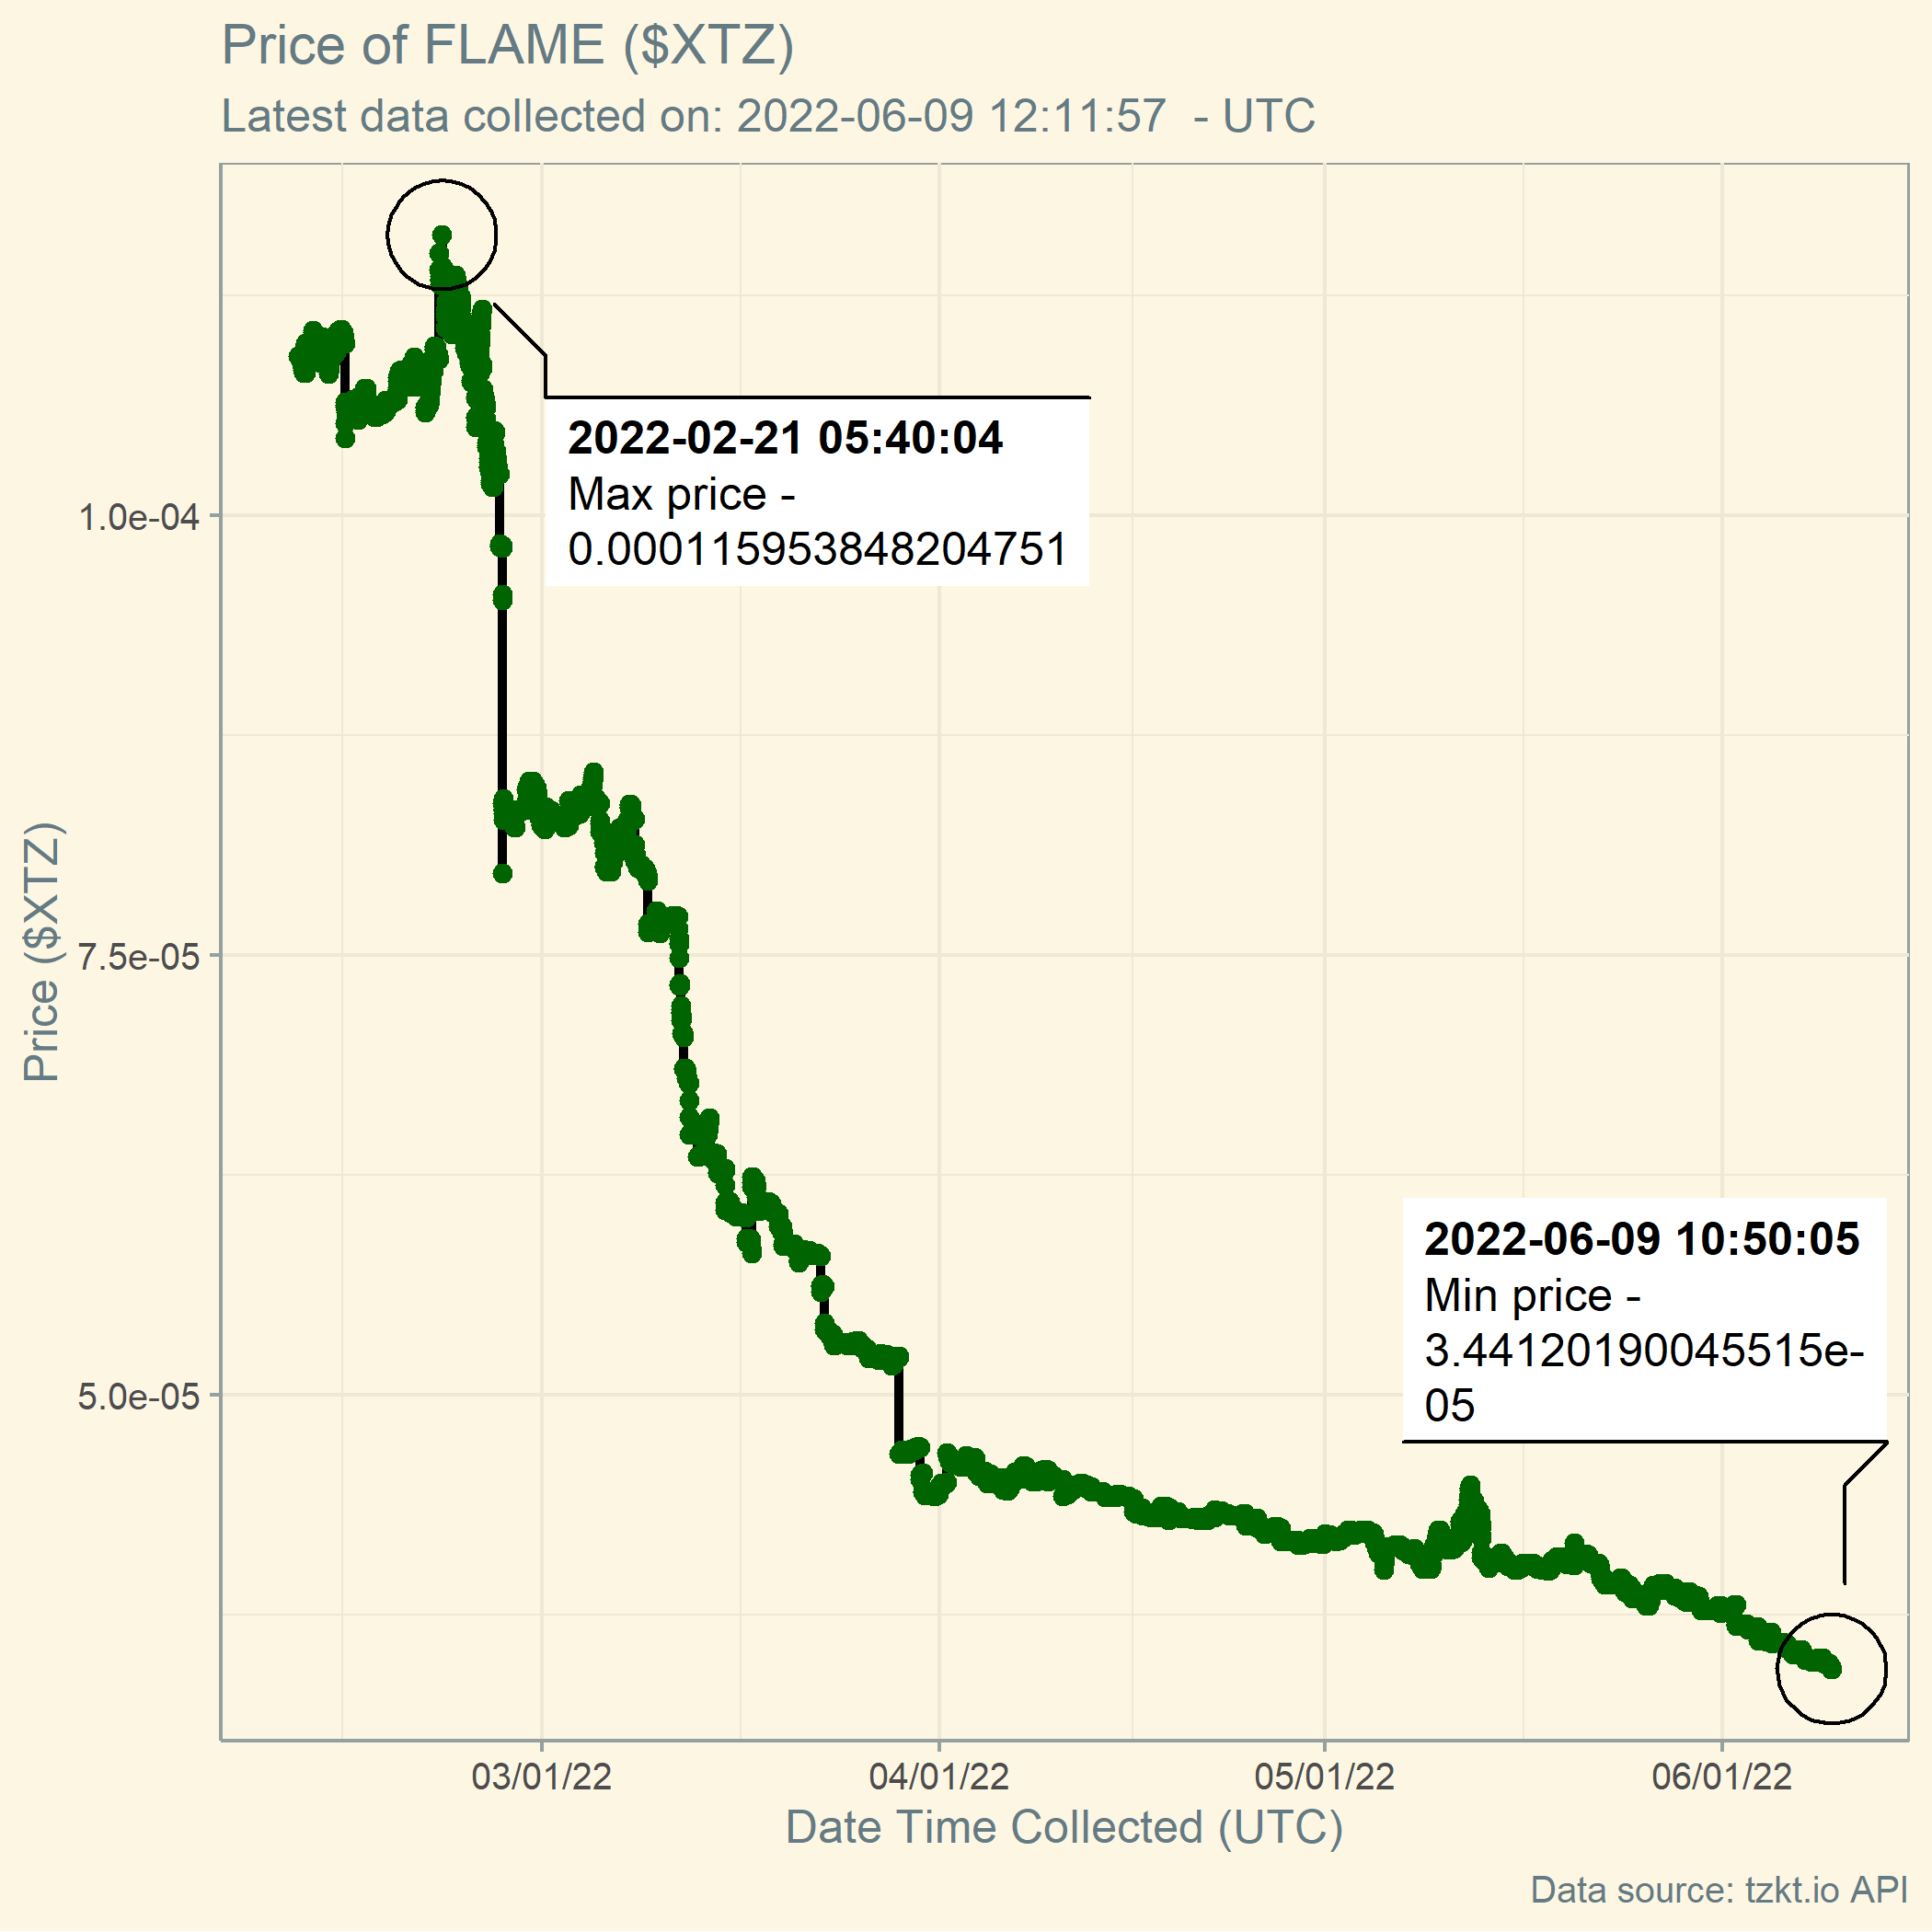 Price of FLAME ($XTZ)
Latest data collected on: 2022-06-09 12:11:57  - UTC
2022-02-21 05:40:04
Max price -
0.000115953848204751
1.0e-04
7.5e-05
5.0e-05
Price ($XTZ)
2022-06-09 10:50:05
Min price -
3.44120190045515e-
05
03/01/22
04/01/22
05/01/22
06/01/22
Date Time Collected (UTC)
Data source: tzkt.io API